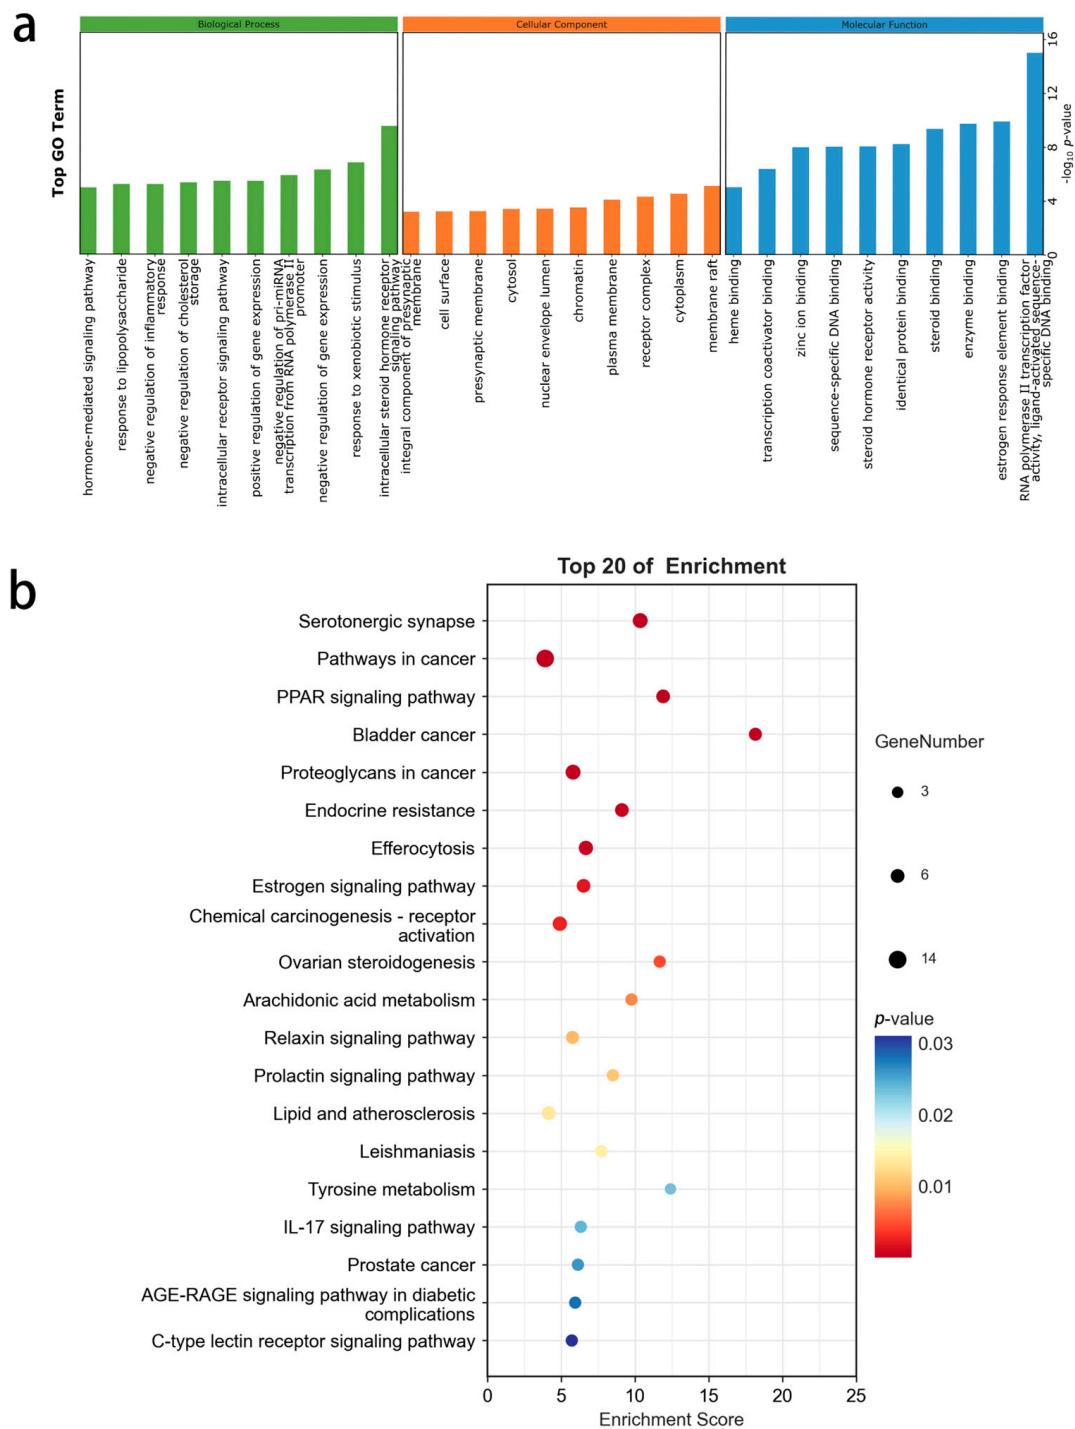 a
Biological Process
Cellular Component
Molecular Function
Top GO Term
16
12
8
4
0
-log10 p-value
hormone-mediated signaling pathway
response to lipopolysaccharide
negative regulation of inflammatory
response
negative regulation of cholesterol
storage
intracellular receptor signaling pathway
positive regulation of gene expression
negative regulation of pri-miRNA
transcription from RNA polymerase II
promoter
negative regulation of gene expression
response to xenobiotic stimulus
intracellular steroid hormone receptor
signaling pathway
integral component of presynaptic
membrane
cell surface
presynaptic membrane
cytosol
nuclear envelope lumen
chromatin
plasma membrane
receptor complex
cytoplasm
membrane raft
heme binding
transcription coactivator binding
zinc ion binding
sequence-specific DNA binding
steroid hormone receptor activity
identical protein binding
steroid binding
enzyme binding
estrogen response element binding
RNA polymerase II transcription factor
activity, ligand-activated sequence-
specific DNA binding
b
Top 20 of Enrichment
Serotonergic synapse
Pathways in cancer
PPAR signaling pathway
Bladder cancer
Proteoglycans in cancer
Endocrine resistance
Efferocytosis
Estrogen signaling pathway
Chemical carcinogenesis - receptor
activation
Ovarian steroidogenesis
Arachidonic acid metabolism
Relaxin signaling pathway
Prolactin signaling pathway
Lipid and atherosclerosis
Leishmaniasis
Tyrosine metabolism
IL-17 signaling pathway
Prostate cancer
AGE-RAGE signaling pathway in diabetic
complications
C-type lectin receptor signaling pathway
0 5 10 15 20 25
Enrichment Score
GeneNumber
3
6
14
p-value
0.03
0.02
0.01